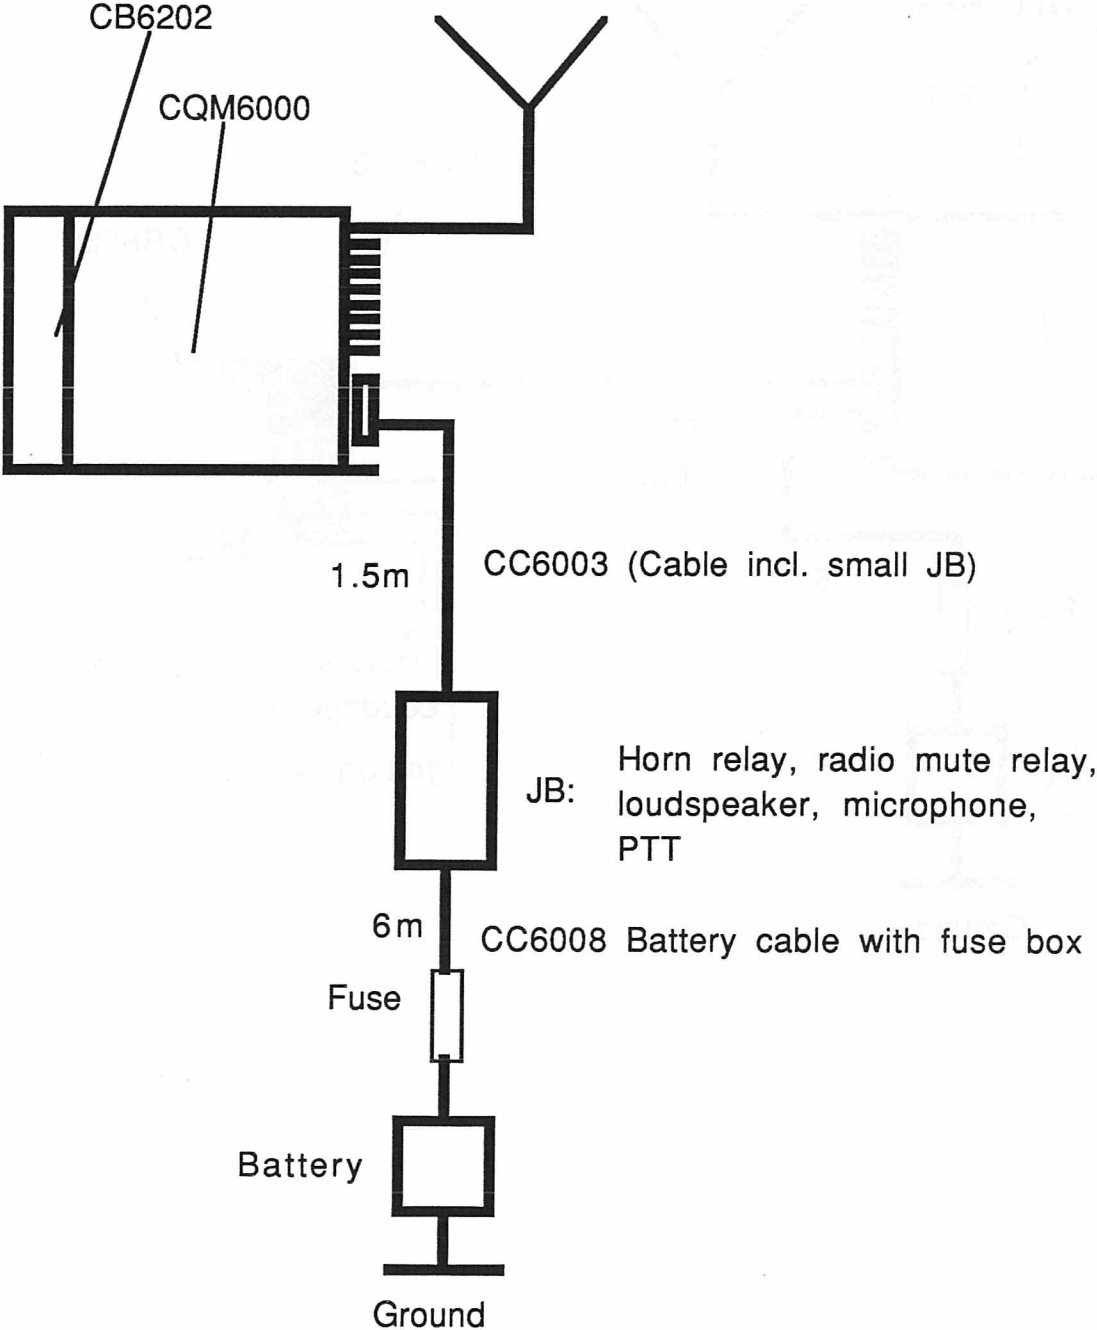 CB6202
CQM6000
1.5m
CC6003 (Cable incl. small JB)
JB:
Horn relay, radio mute relay,
loudspeaker, microphone,
PTT
6m
CC6008 Battery cable with fuse box
Fuse
Battery
Ground